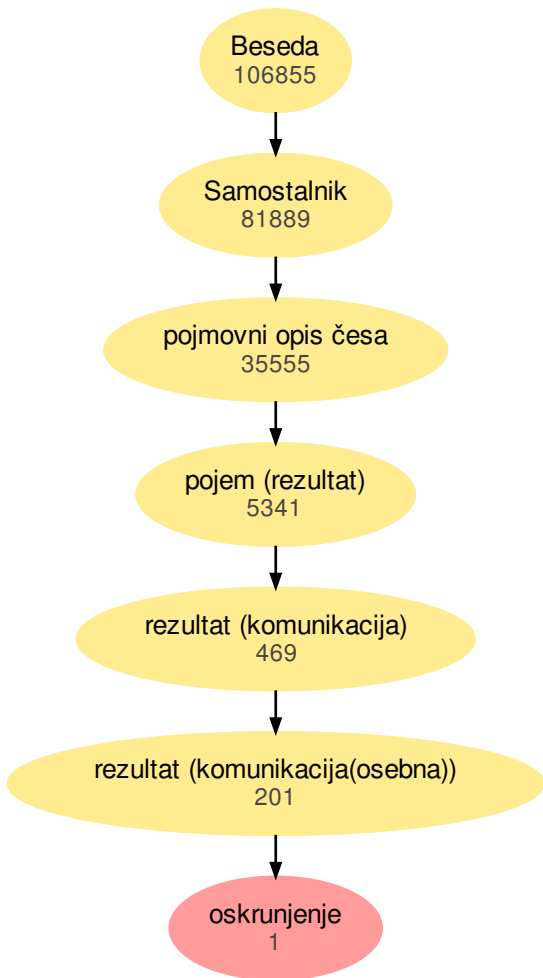 Beseda
106855
Samostalnik
81889
pojmovni opis česa
35555
pojem (rezultat)
5341
rezultat (komunikacija)
469
rezultat (komunikacija(osebna))
201
oskrunjenje
1